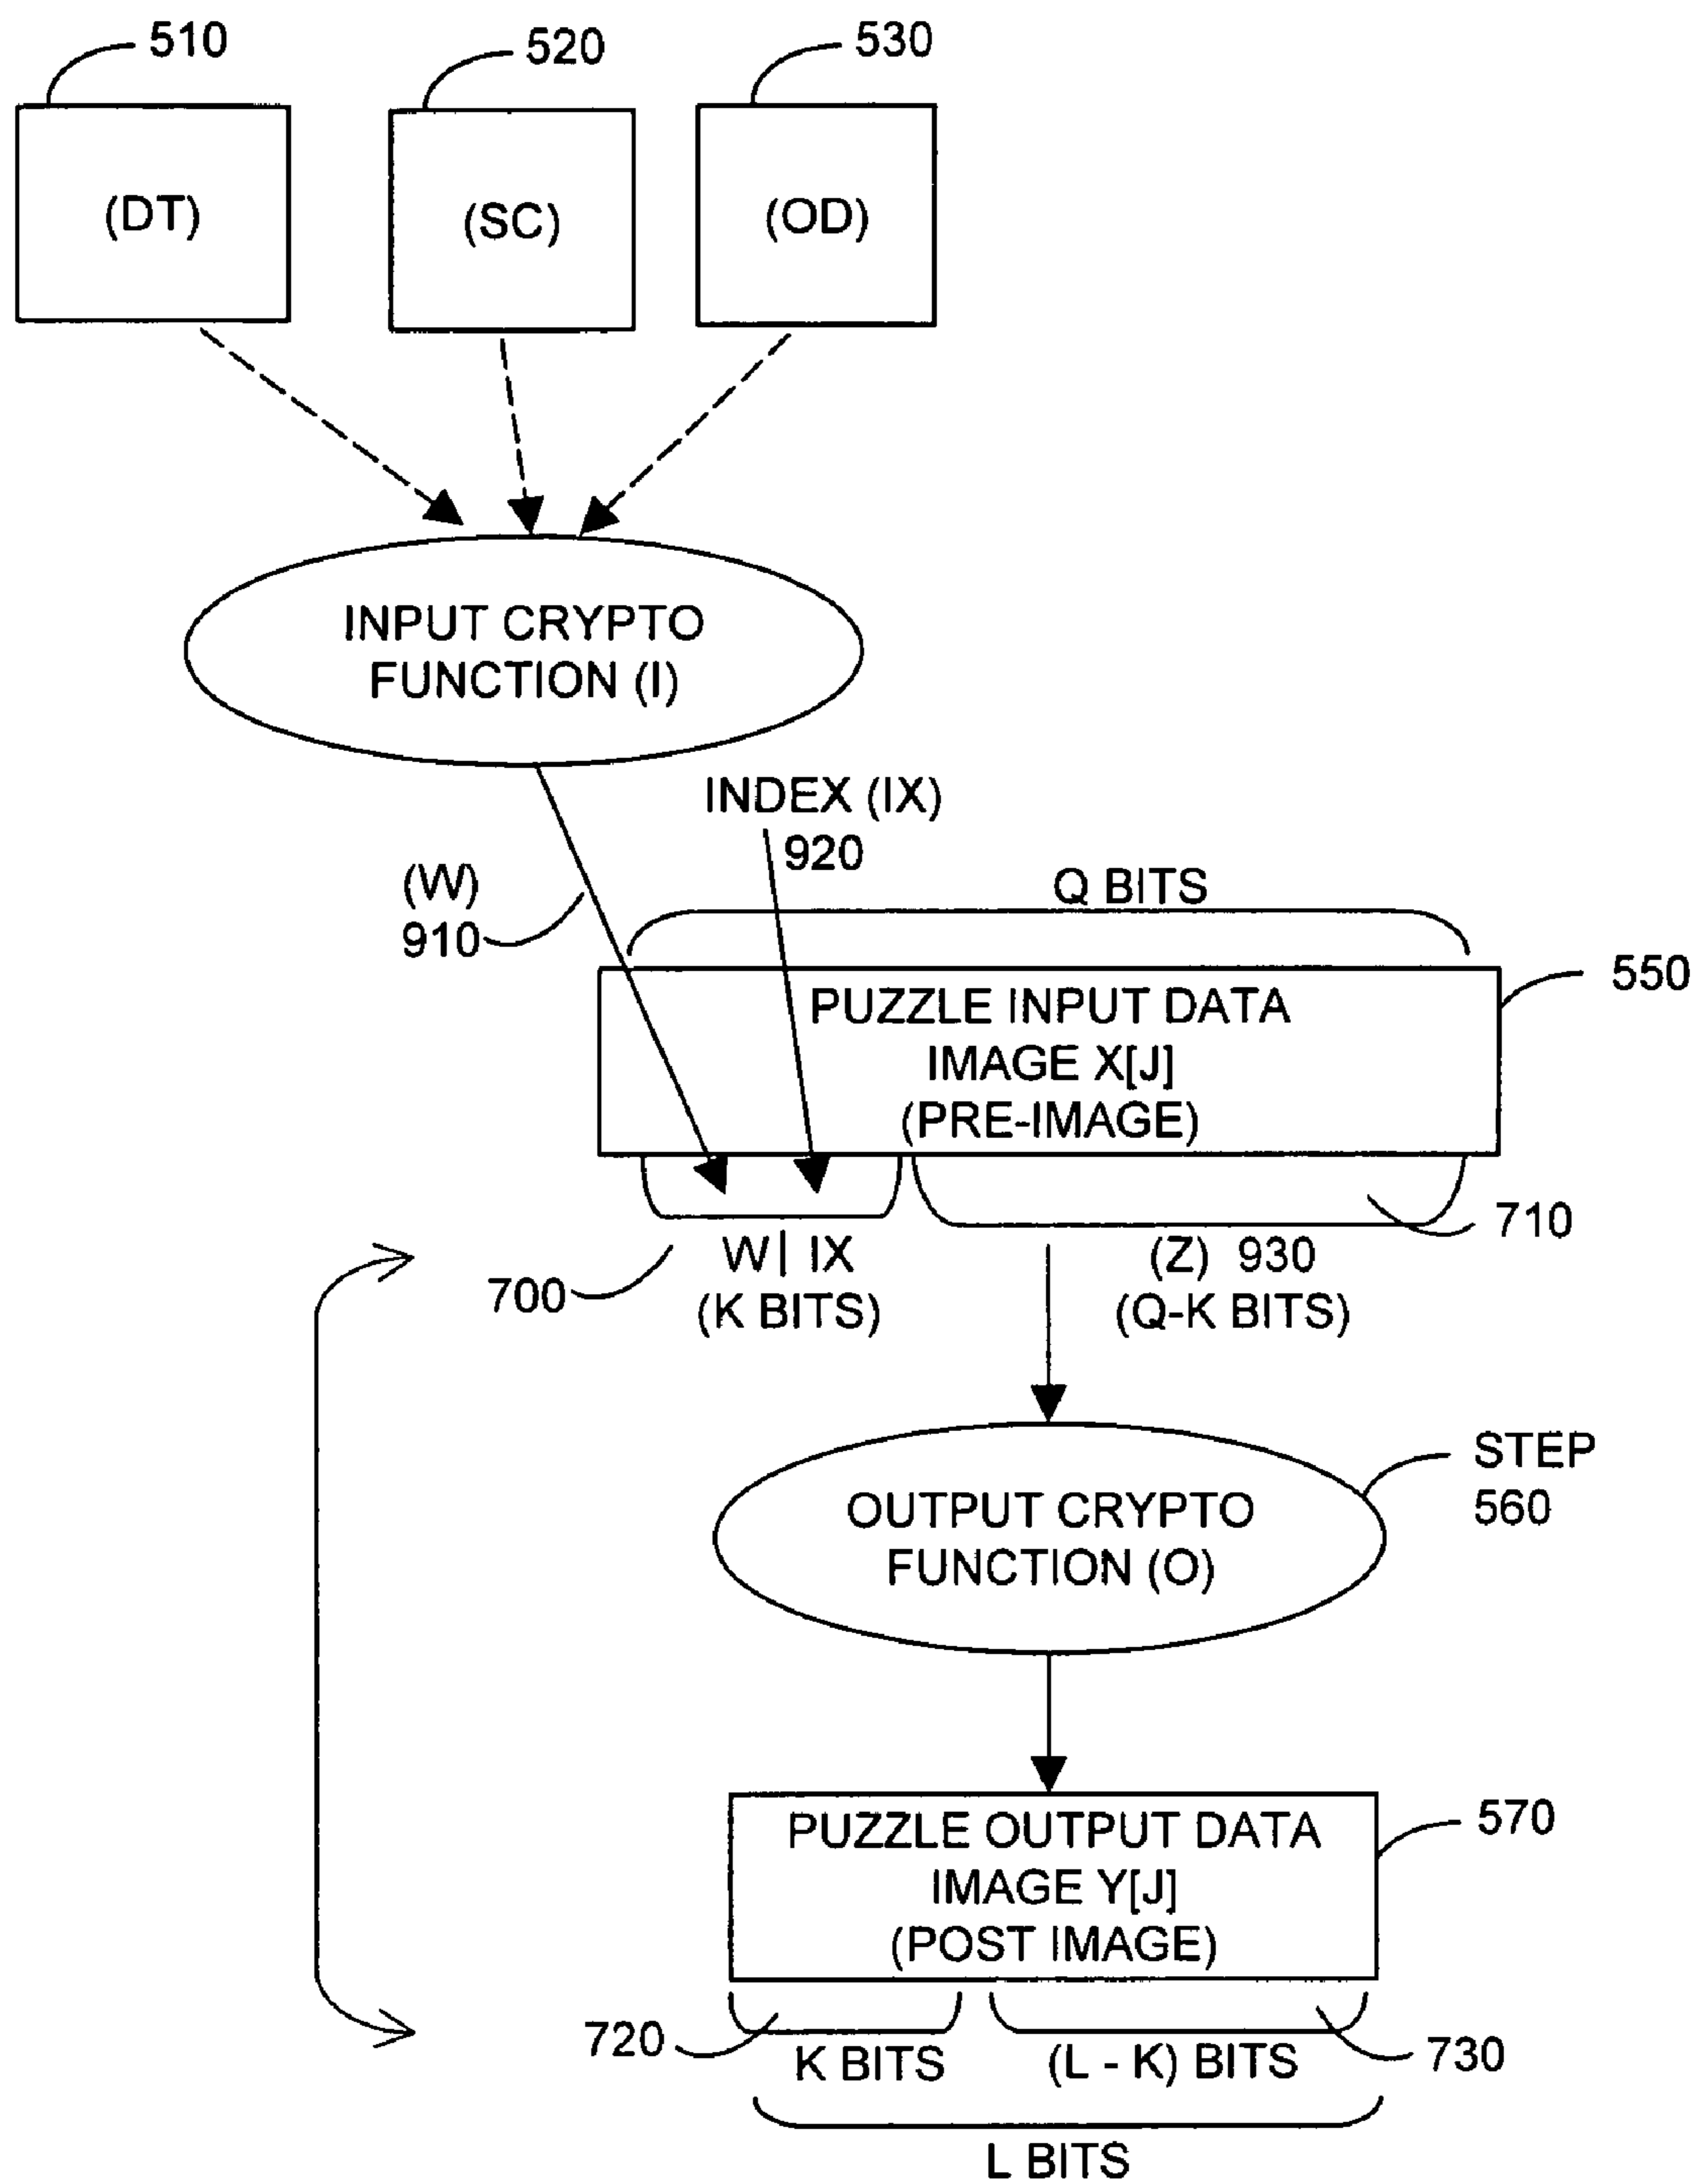 510
520
530
(DT)
(SC)
(OD)
INPUT CRYPTO
FUNCTION (I)
INDEX (IX)
920
(W)
910
Q BITS
550
PUZZLE INPUT DATA
IMAGE X[J]
(PRE-IMAGE)
710
700
W| IX
(K BITS)
(Z) 930
(Q-K BITS)
STEP
560
OUTPUT CRYPTO
FUNCTION (O)
570
PUZZLE OUTPUT DATA
IMAGE Y[J]
(POST IMAGE)
720
K BITS
(L - K) BITS
730
L BITS